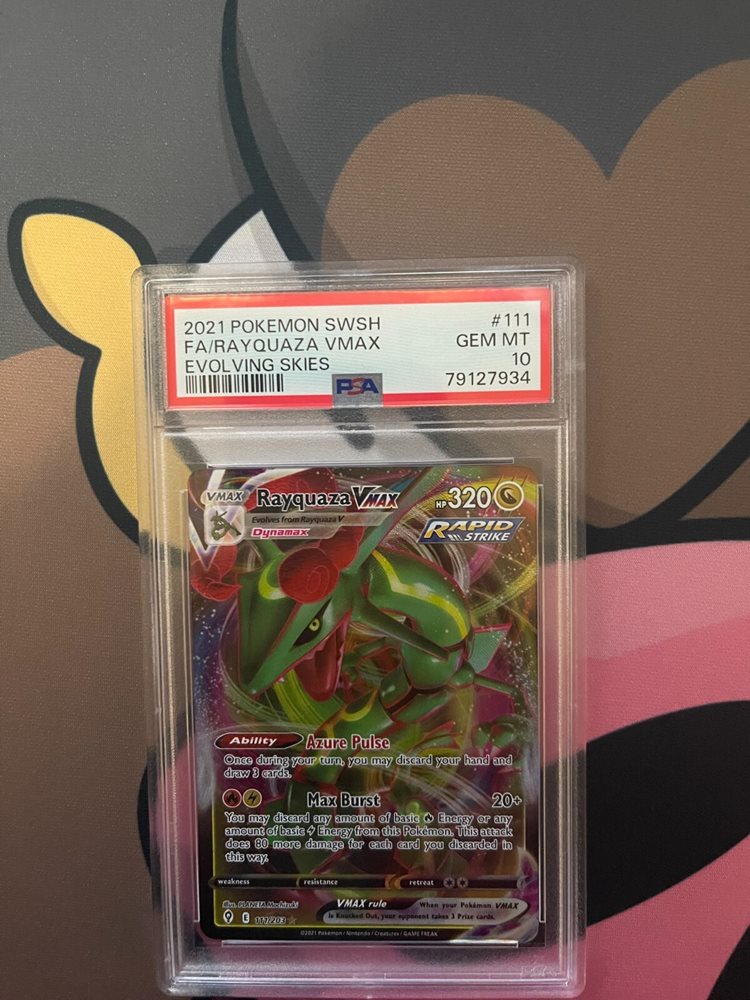 2021 POKEMON SWSH #111
FA/RAYQUAZA VMAX GEM MT
EVOLVING SKIES 10
PSA 79127934
VMAX Rayquaza VMAX HP 320
Evolves from Rayquaza V
Dynamax
RAPID
STRIKE
Ability Azure Pulse
Once during your turn, you may discard your hand and
draw 3 cards.
Max Burst 20+
You may discard any amount of basic Energy or any
amount of basic Energy from this Pokémon. This attack
does 80 more damage for each card you discarded in
this way.
weakness resistance retreat
Illus. PLANETA Mochizuki
VMAX rule When your Pokémon VMAX
is Knocked Out, your opponent takes 3 Prize cards.
E 111/203
©2021 Pokémon / Nintendo / Creatures / GAME FREAK